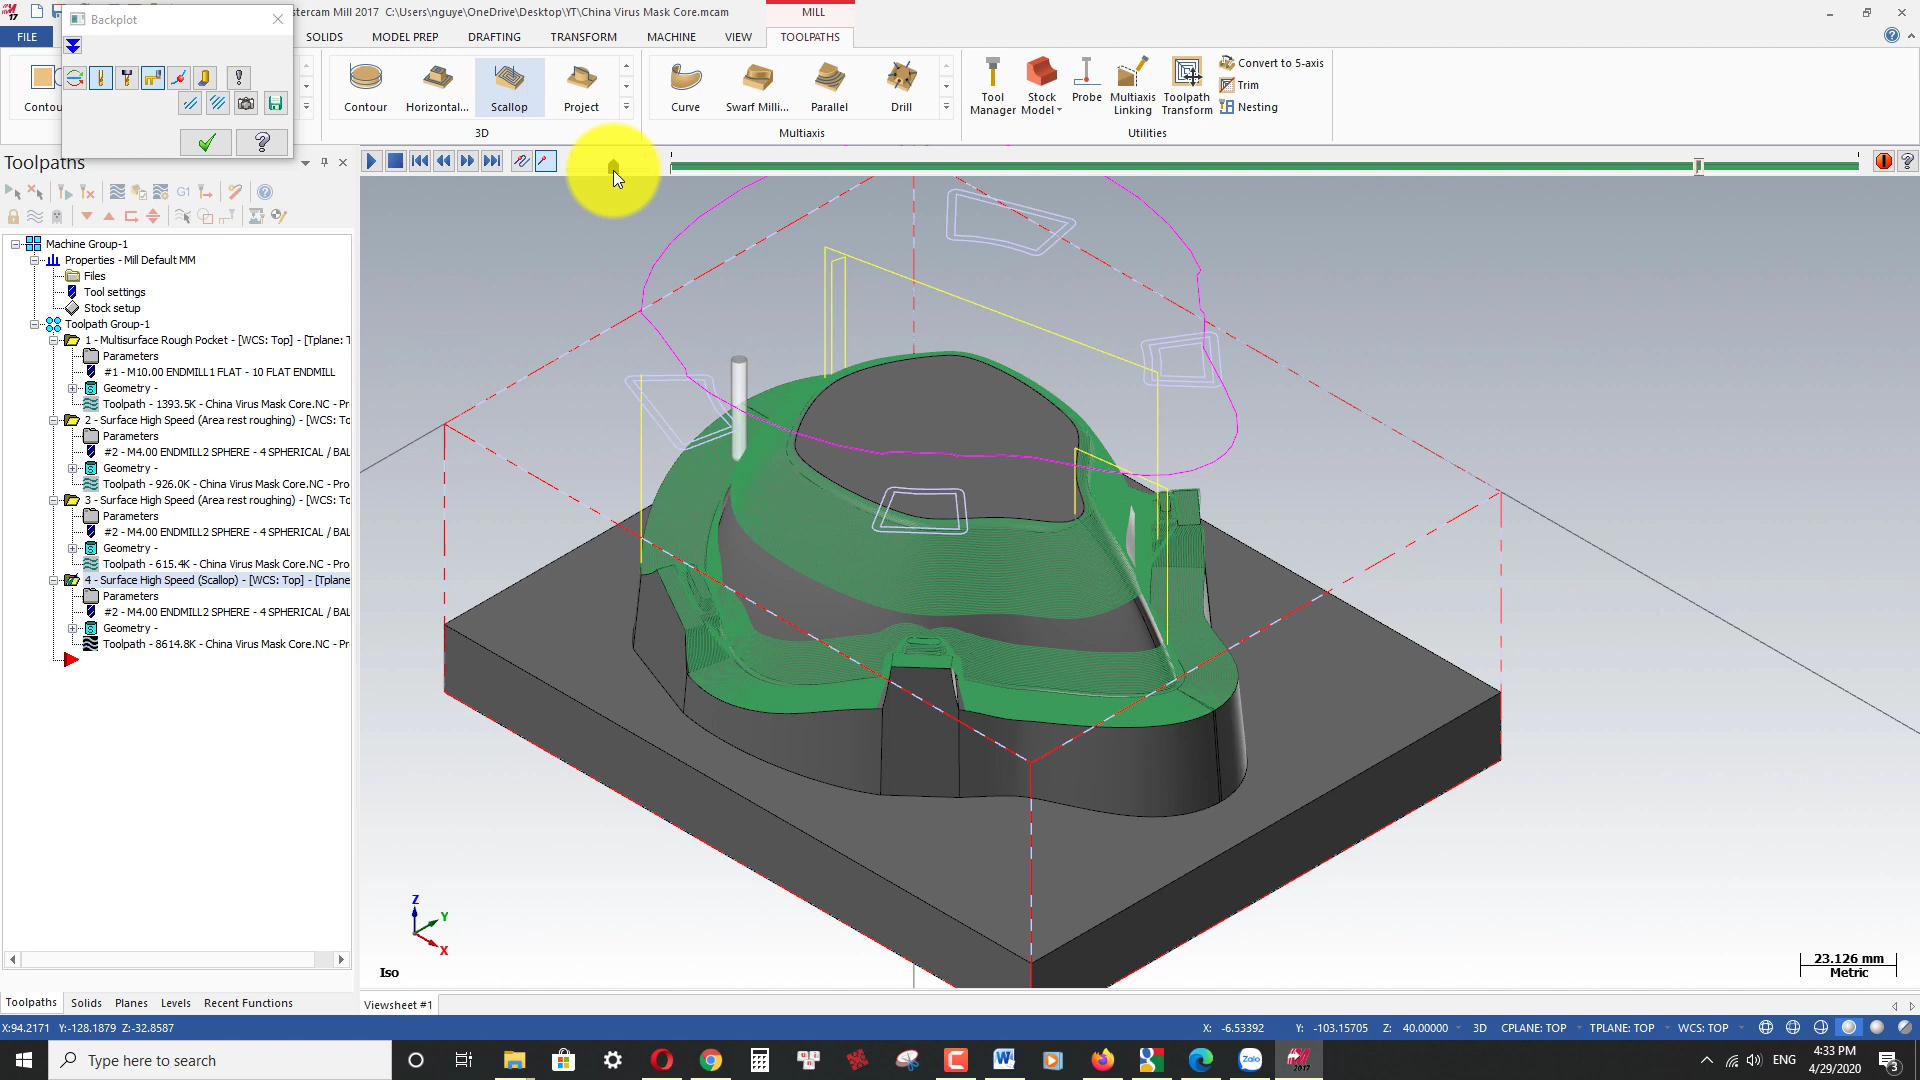 Backplot
stercam Mill 2017 C:\Users\nguye\OneDrive\Desktop\YT\China Virus Mask Core.mcam
MILL
FILE
SOLIDS
MODEL PREP
DRAFTING
TRANSFORM
MACHINE
VIEW
TOOLPATHS
Contou
Contour
Horizontal...
Scallop
Project
3D
Curve
Swarf Milli...
Parallel
Drill
Multiaxis
Tool
Manager
Stock
Model
Probe
Multiaxis
Linking
Toolpath
Transform
Convert to 5-axis
Trim
Nesting
Utilities
Toolpaths
G1
Machine Group-1
Properties - Mill Default MM
Files
Tool settings
Stock setup
Toolpath Group-1
1 - Multisurface Rough Pocket - [WCS: Top] - [Tplane: T
Parameters
#1 - M10.00 ENDMILL1 FLAT - 10 FLAT ENDMILL
Geometry -
Toolpath - 1393.5K - China Virus Mask Core.NC - Pr
2 - Surface High Speed (Area rest roughing) - [WCS: To
Parameters
#2 - M4.00 ENDMILL2 SPHERE - 4 SPHERICAL / BAL
Geometry -
Toolpath - 926.0K - China Virus Mask Core.NC - Pro
3 - Surface High Speed (Area rest roughing) - [WCS: To
Parameters
#2 - M4.00 ENDMILL2 SPHERE - 4 SPHERICAL / BAL
Geometry -
Toolpath - 615.4K - China Virus Mask Core.NC - Pro
4 - Surface High Speed (Scallop) - [WCS: Top] - [Tplane
Parameters
#2 - M4.00 ENDMILL2 SPHERE - 4 SPHERICAL / BAL
Geometry -
Toolpath - 8614.8K - China Virus Mask Core.NC - Pr
Z
Y
X
Iso
23.126 mm
Metric
Toolpaths
Solids
Planes
Levels
Recent Functions
Viewsheet #1
X:94.2171 Y:-128.1879 Z:-32.8587
X: -6.53392
Y: -103.15705
Z: 40.00000
3D
CPLANE: TOP
TPLANE: TOP
WCS: TOP
Type here to search
Zalo
2017
ENG
4:33 PM
4/29/2020
3